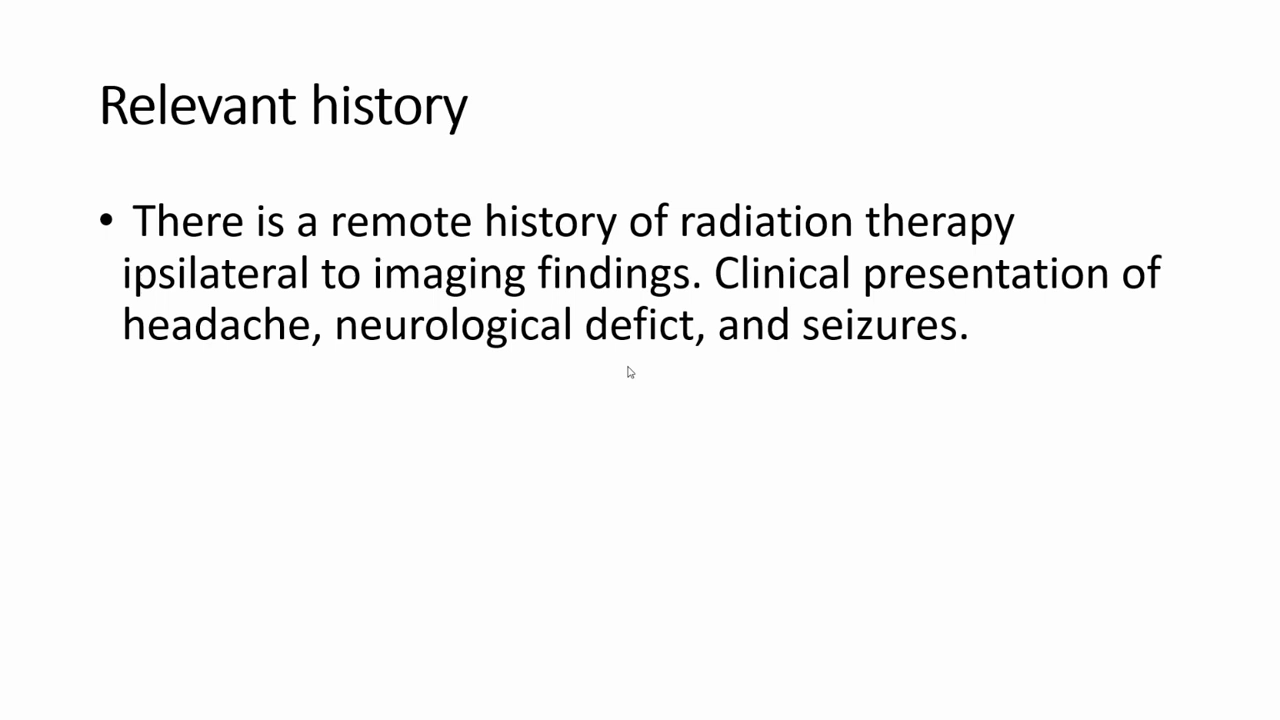 Relevant history
• There is a remote history of radiation therapy
ipsilateral to imaging findings. Clinical presentation of
headache, neurological defict, and seizures.